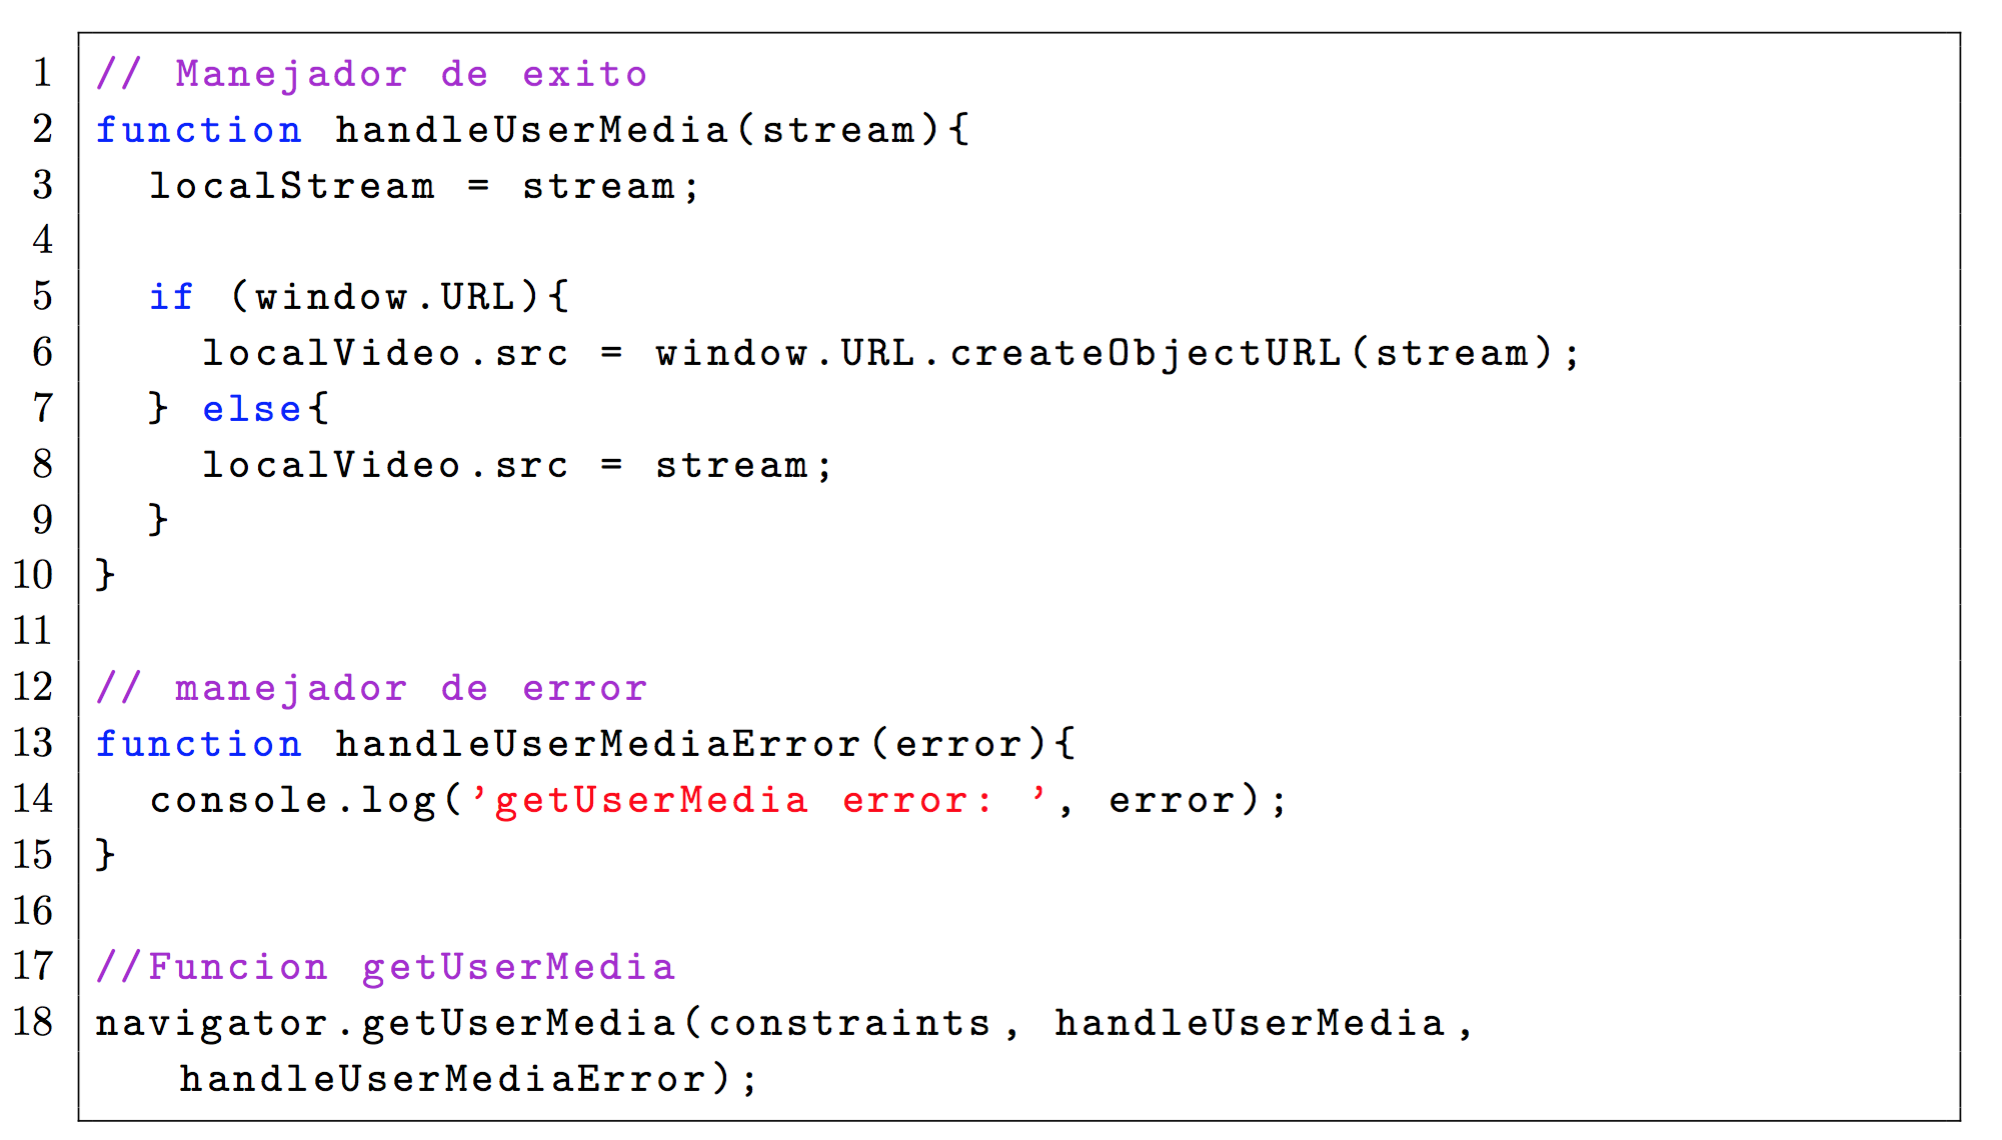 1 // Manejador de exito
2 function handleUserMedia(stream){
3   localStream = stream;
4
5   if (window.URL){
6     localVideo.src = window.URL.createObjectURL(stream);
7   } else{
8     localVideo.src = stream;
9   }
10 }
11
12 // manejador de error
13 function handleUserMediaError(error){
14   console.log('getUserMedia error: ', error);
15 }
16
17 //Funcion getUserMedia
18 navigator.getUserMedia(constraints, handleUserMedia,
handleUserMediaError);